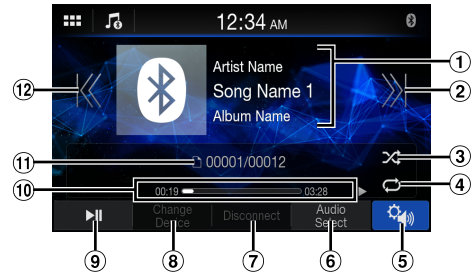 12:34 AM
Artist Name
Song Name 1
Album Name
00001/00012
00:19 03:28
Change Device
Disconnect
Audio Select
1
2
3
4
5
6
7
8
9
10
11
12